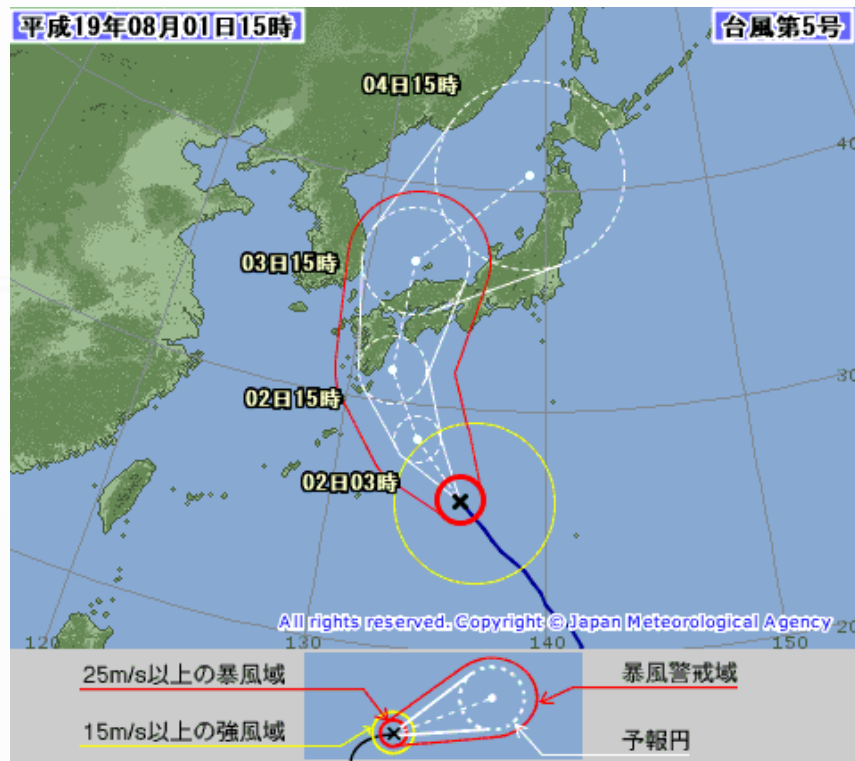 平成19年08月01日15時
台風第5号
04日15時
40
03日15時
30
02日15時
02日03時
All rights reserved. Copyright © Japan Meteorological Agency
120
130
140
150
20
25m/s以上の暴風域
暴風警戒域
15m/s以上の強風域
予報円